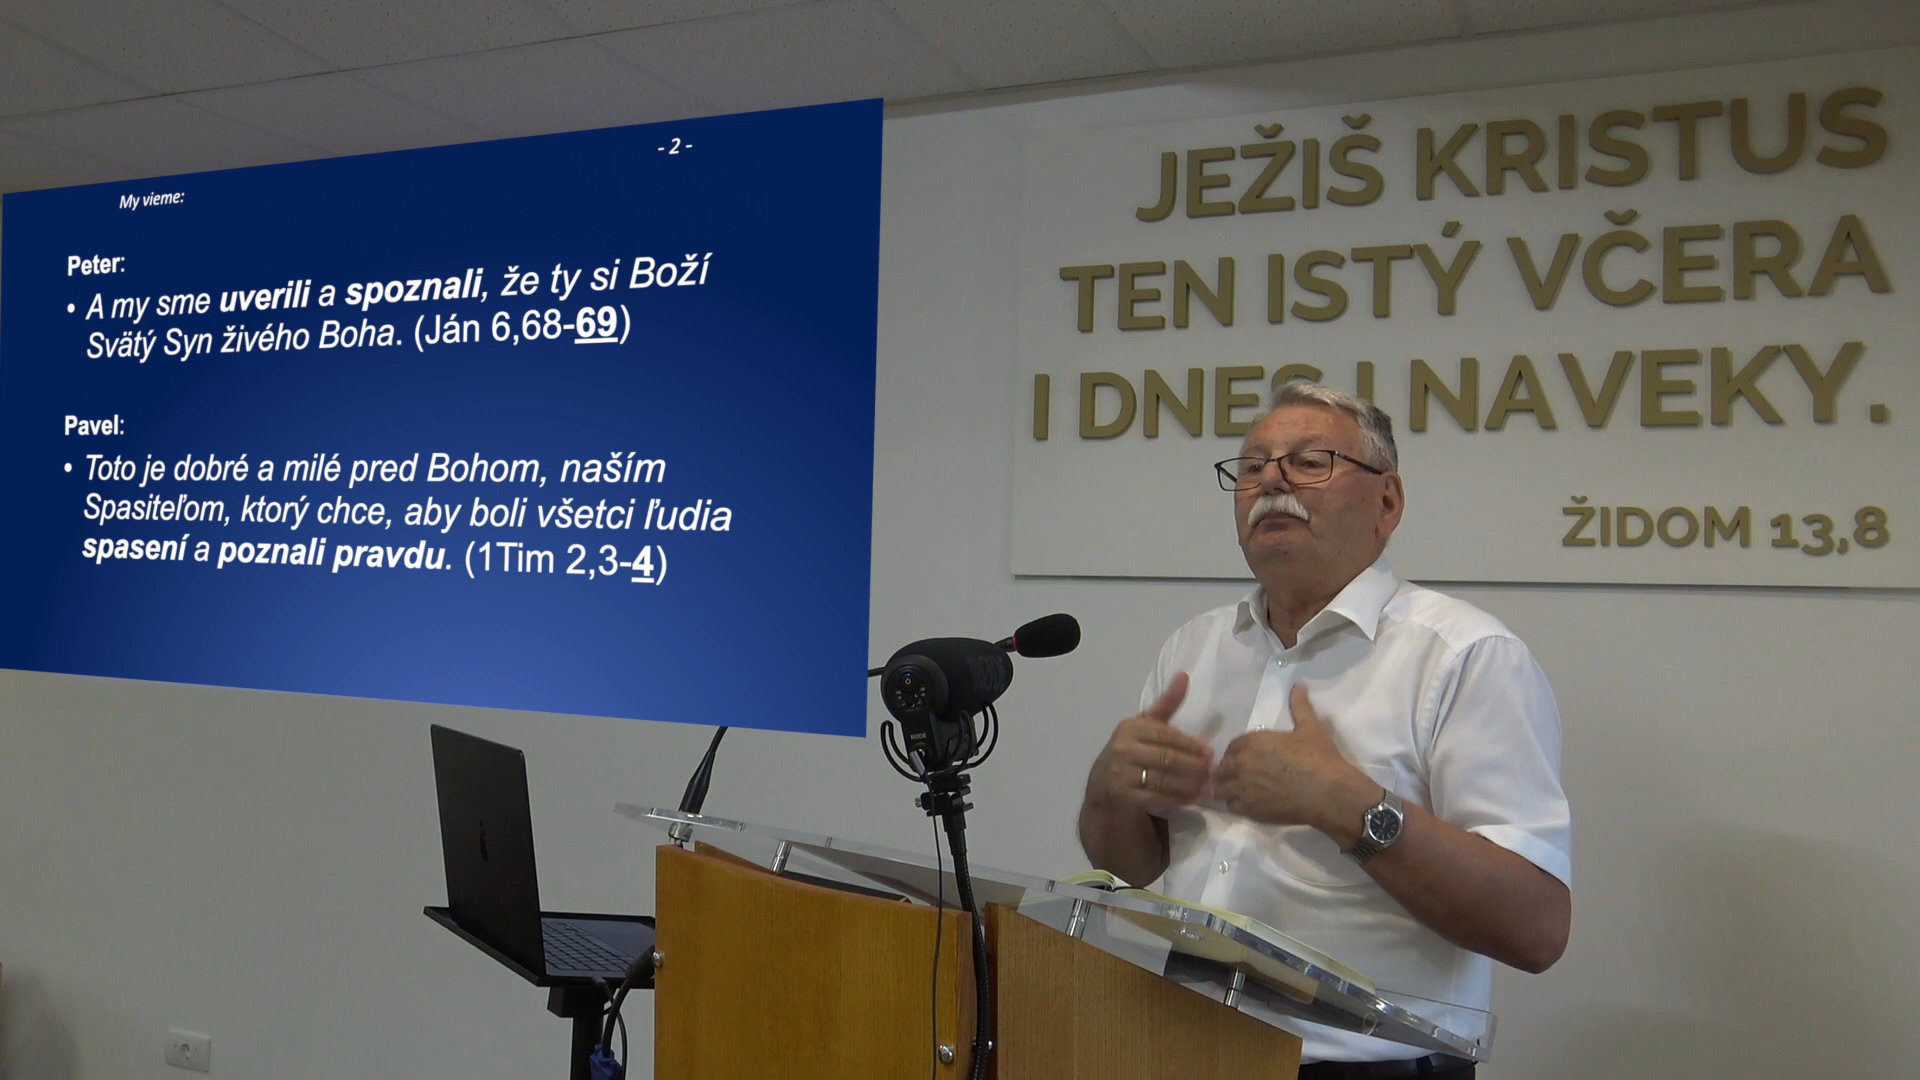 - 2 -
My vieme:
Peter:
• A my sme uverili a spoznali, že ty si Boží
Svätý Syn živého Boha. (Ján 6,68-69)
Pavel:
• Toto je dobré a milé pred Bohom, naším
Spasiteľom, ktorý chce, aby boli všetci ľudia
spasení a poznali pravdu. (1Tim 2,3-4)
JEŽIŠ KRISTUS
TEN ISTÝ VČERA
I DNES I NAVEKY.
ŽIDOM 13,8
RØDE